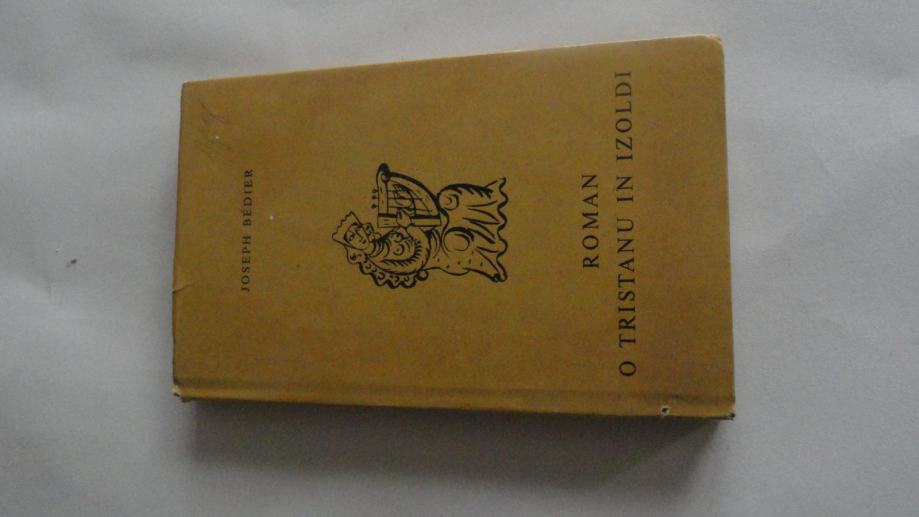 JOSEPH BÉDIER
ROMAN
O TRISTANU IN IZOLDI